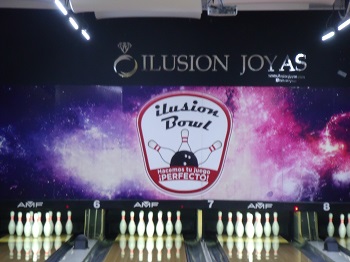 ILUSION JOYAS
ilusion
Bowl
Hacemos tu juego
¡PERFECTO!
6 7 8
AMF AMF AMF